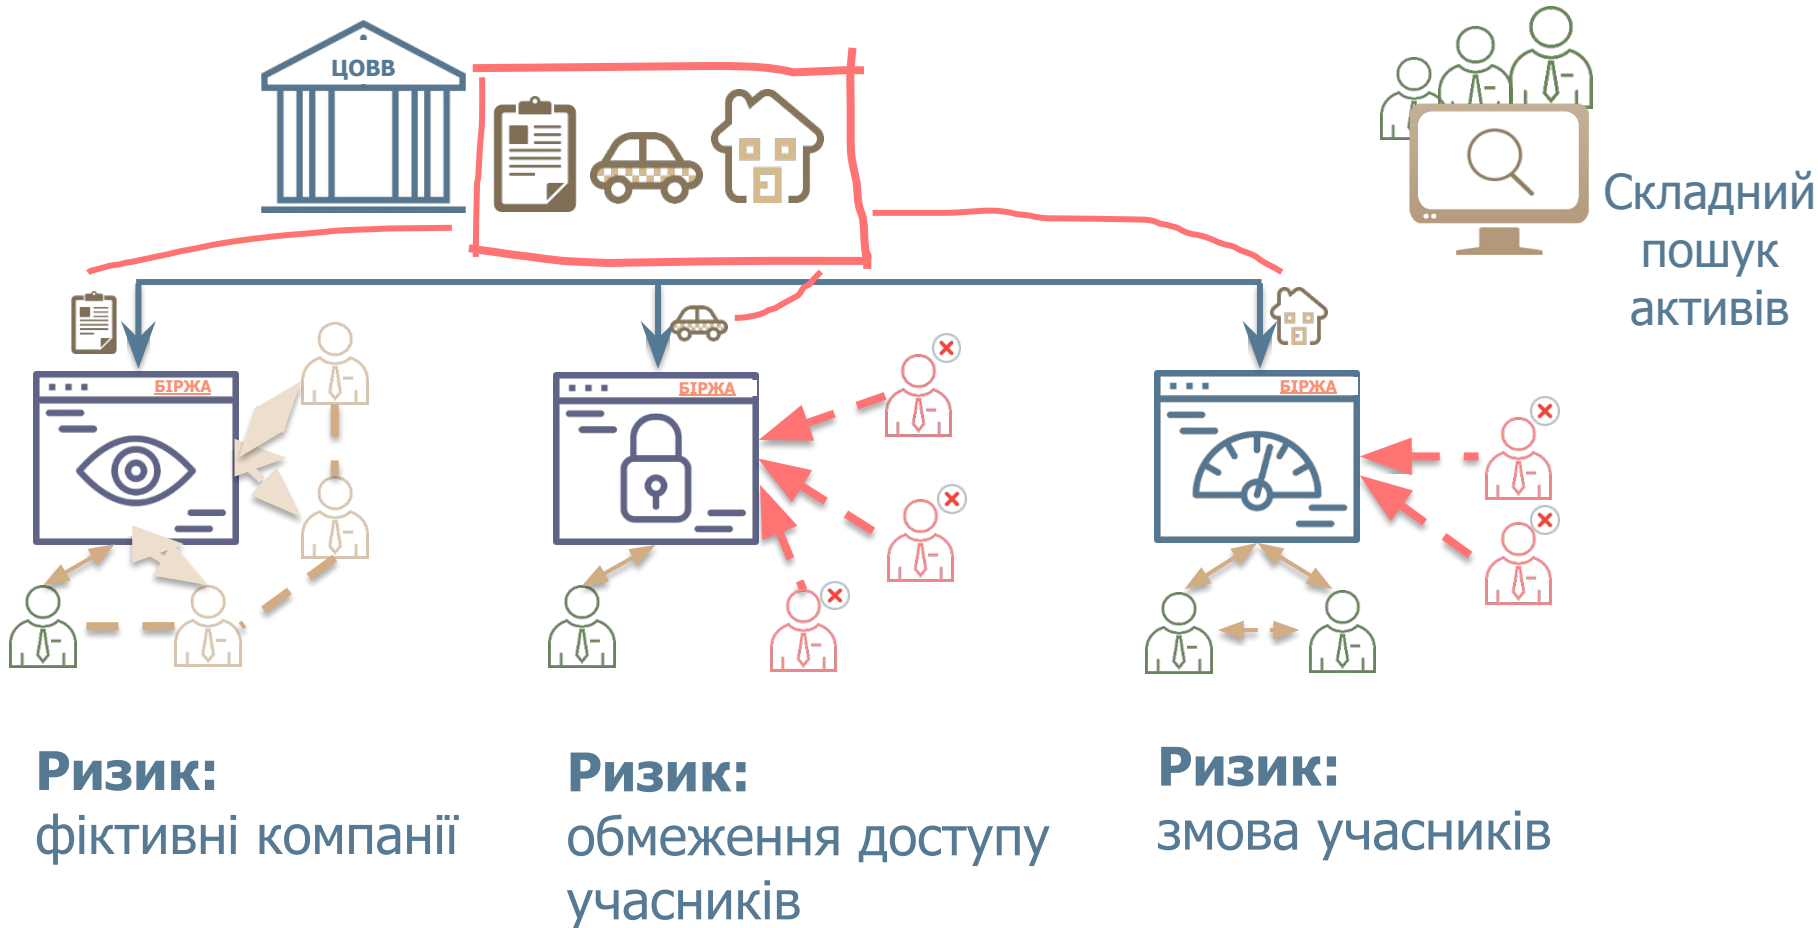 ЦОВВ
Складний
пошук
активів
БІРЖА
БІРЖА
БІРЖА
Ризик:
фіктивні компанії
Ризик:
обмеження доступу
учасників
Ризик:
змова учасників